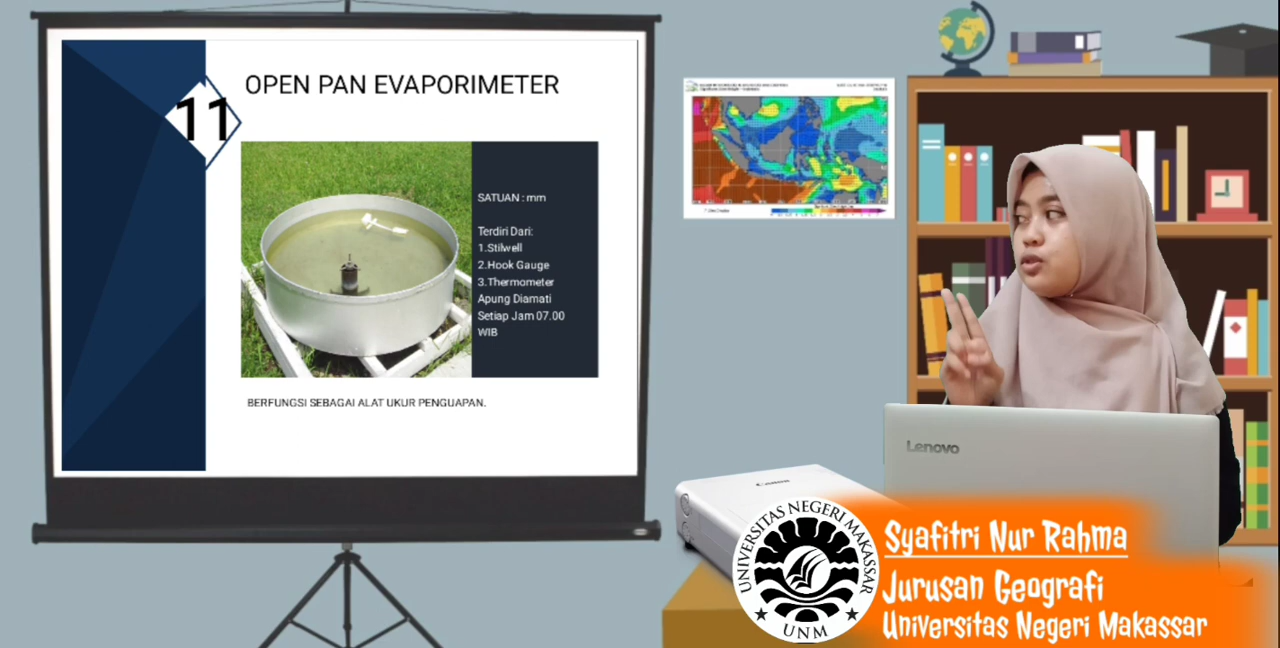 OPEN PAN EVAPORIMETER
11
SATUAN : mm
Terdiri Dari:
1.Stilwell
2.Hook Gauge
3.Thermometer
Apung Diamati
Setiap Jam 07.00
WIB
BERFUNGSI SEBAGAI ALAT UKUR PENGUAPAN.
Lenovo
Canon
UNIVERSITAS NEGERI MAKASSAR
UNM
Syafitri Nur Rahma
Jurusan Geografi
Universitas Negeri Makassar